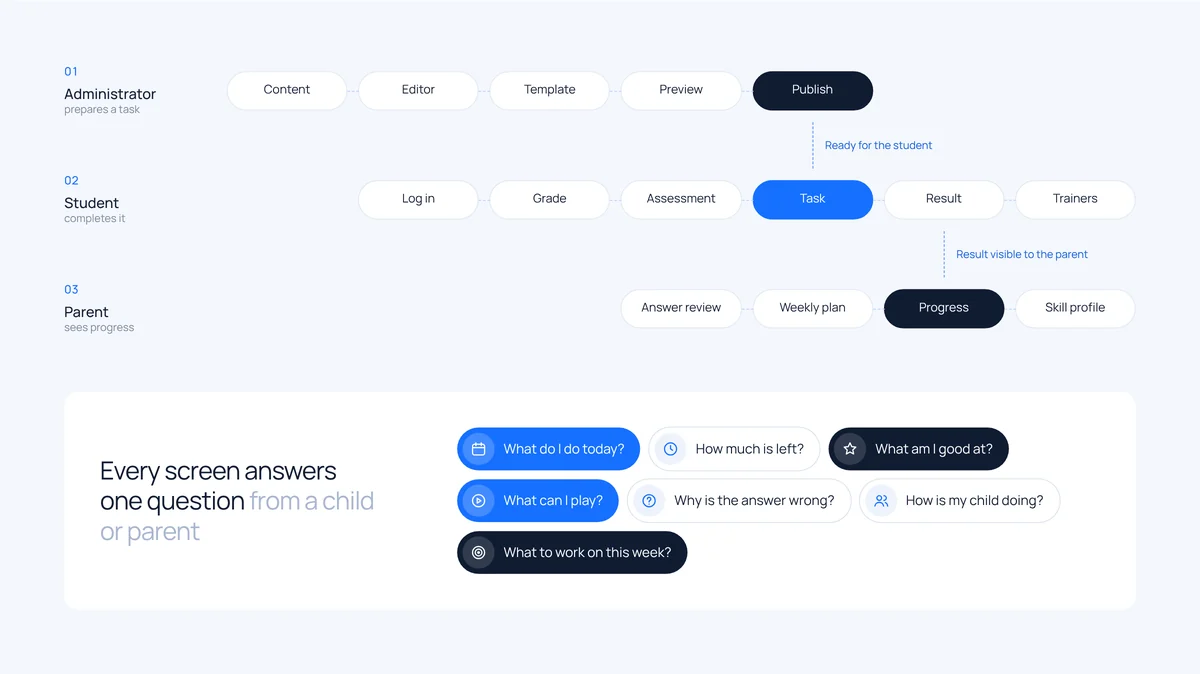 01
Administrator
prepares a task
Content
Editor
Template
Preview
Publish
Ready for the student
02
Student
completes it
Log in
Grade
Assessment
Task
Result
Trainers
Result visible to the parent
03
Parent
sees progress
Answer review
Weekly plan
Progress
Skill profile
Every screen answers
one question from a child
or parent
What do I do today?
How much is left?
What am I good at?
What can I play?
Why is the answer wrong?
How is my child doing?
What to work on this week?